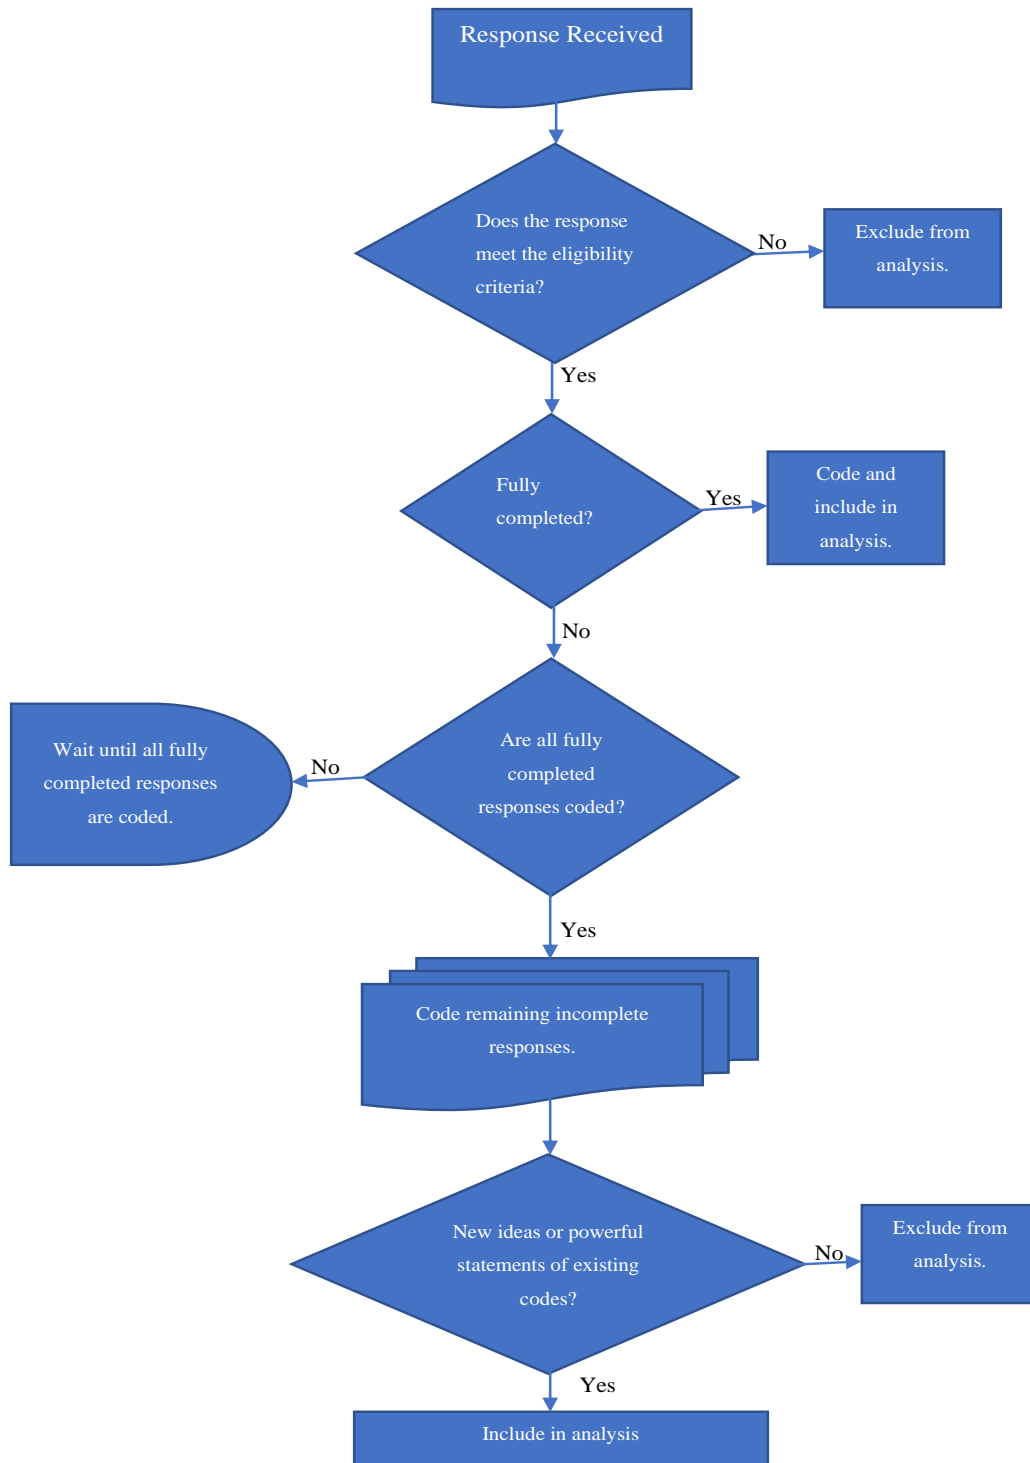 Response Received
Does the response
meet the eligibility
criteria?
No
Exclude from
analysis.
Yes
Fully
completed?
Yes
Code and
include in
analysis.
No
Are all fully
completed
responses coded?
No
Wait until all fully
completed responses
are coded.
Yes
Code remaining incomplete
responses.
New ideas or powerful
statements of existing
codes?
No
Exclude from
analysis.
Yes
Include in analysis